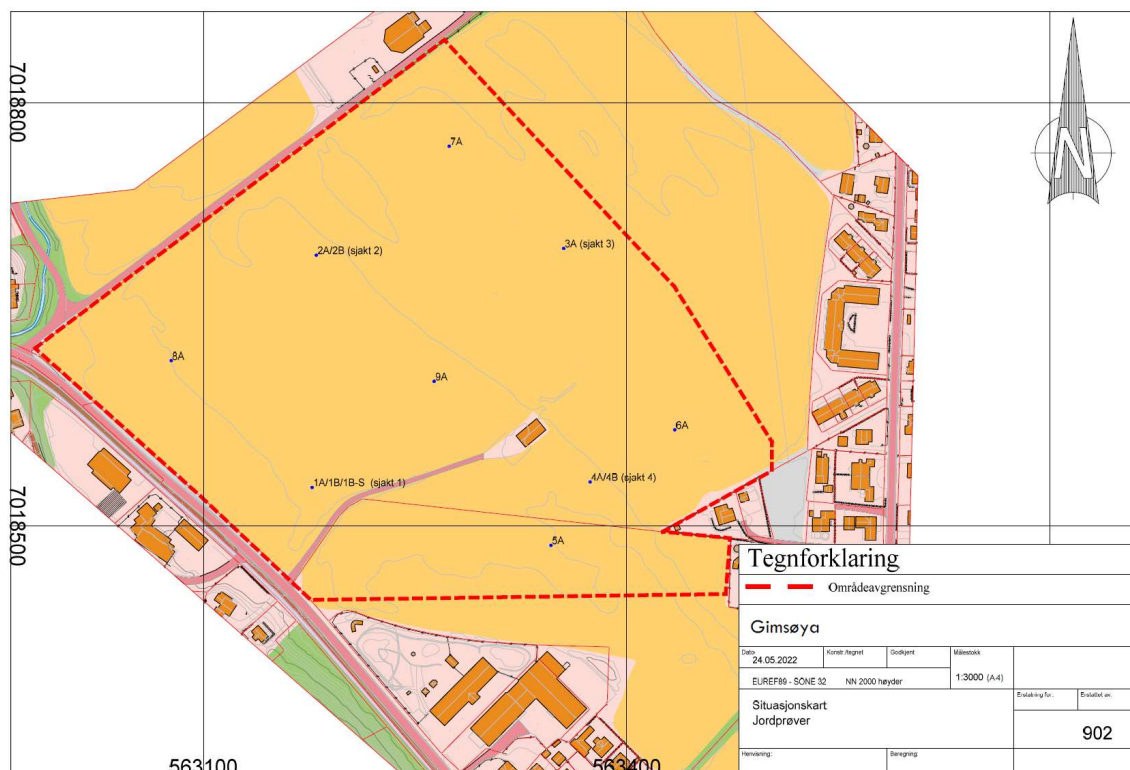 7018800
7A
2A/2B (sjakt 2)
3A (sjakt 3)
8A
9A
6A
1A/1B/1B-S (sjakt 1)
4A/4B (sjakt 4)
7018500
5A
563100
563400
N
Tegnforklaring
Områdeavgrensning
Gimsøya
Dato
24.05.2022
Konstr./tegnet
Godkjent
Målestokk
1:3000 (A4)
EUREF89 - SONE 32 NN 2000 høyder
Situasjonskart
Jordprøver
Erstatning for:
Erstattet av:
902
Henvisning:
Beregning: